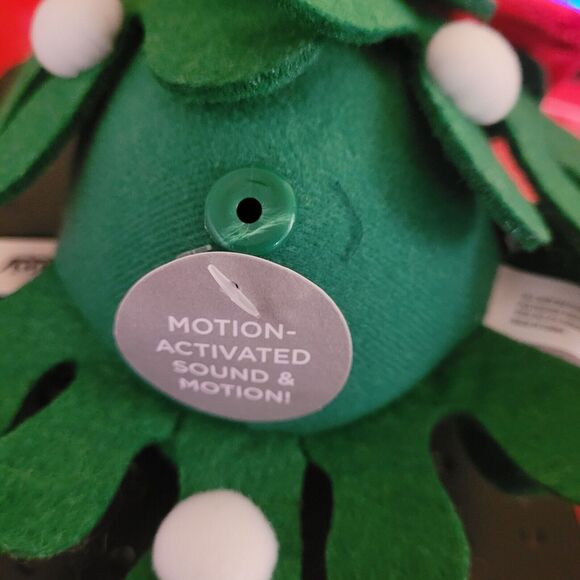 MOTION-
ACTIVATED
SOUND &
MOTION!